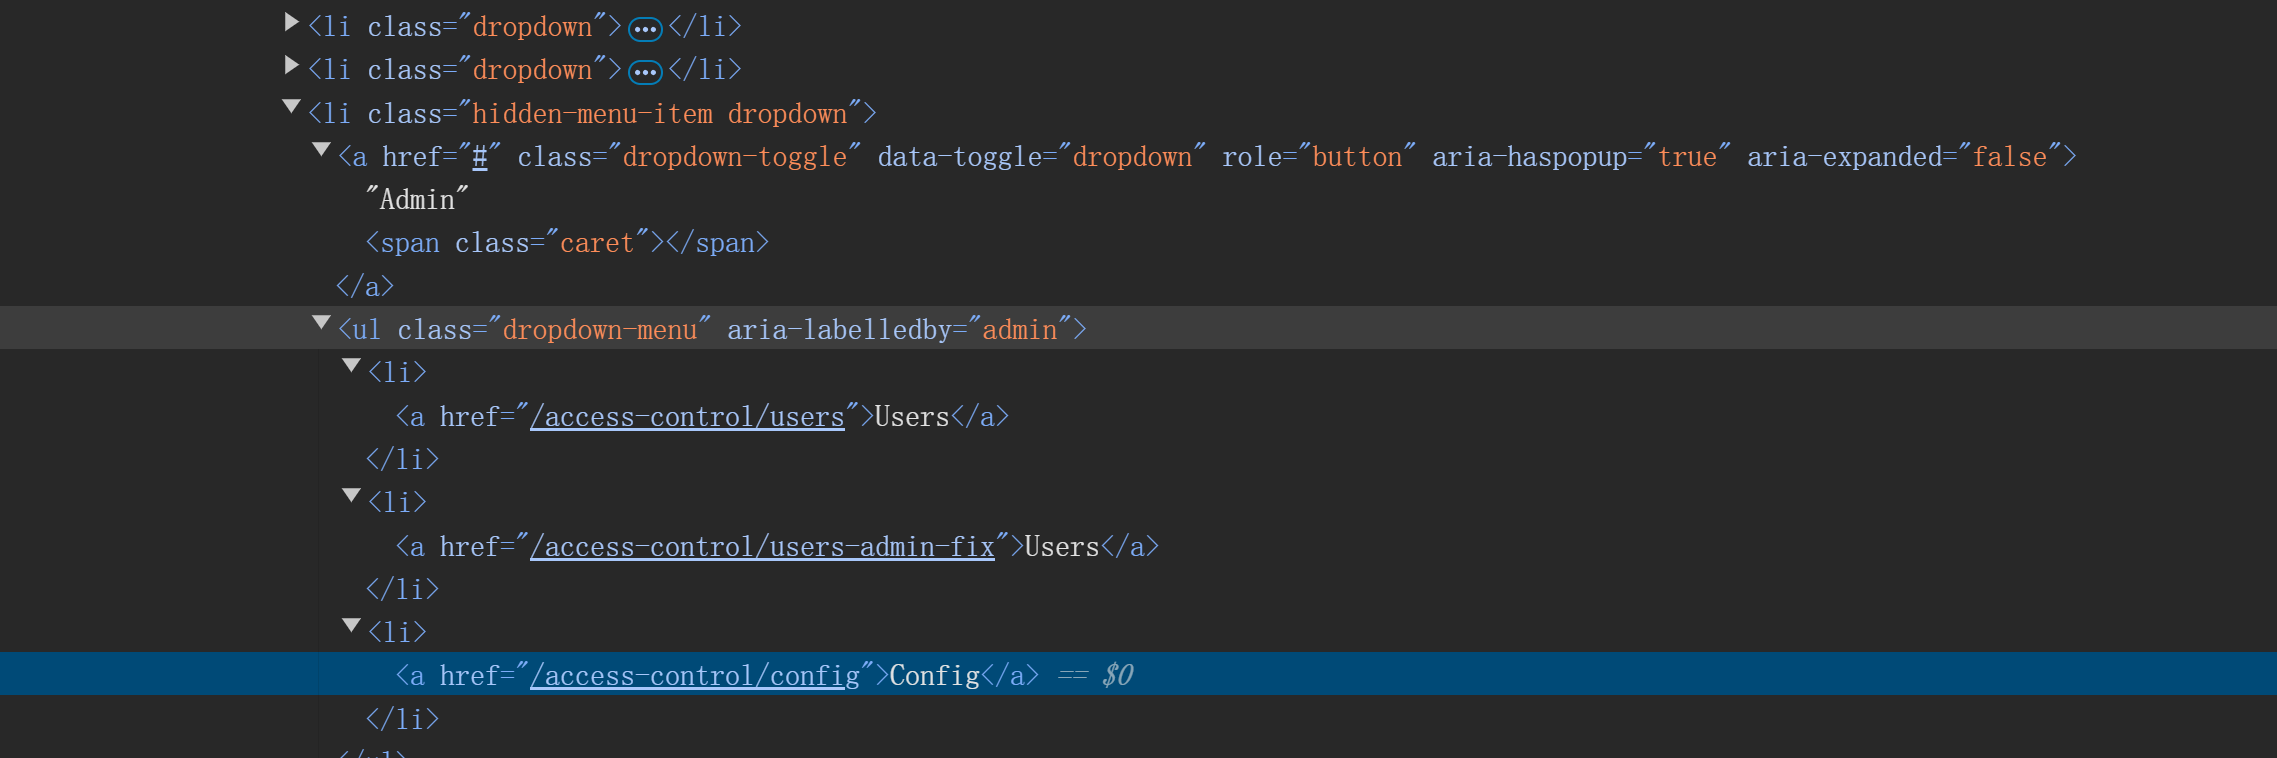 <li class="dropdown">…</li>
<li class="dropdown">…</li>
<li class="hidden-menu-item dropdown">
<a href="#" class="dropdown-toggle" data-toggle="dropdown" role="button" aria-haspopup="true" aria-expanded="false">
"Admin"
<span class="caret"></span>
</a>
<ul class="dropdown-menu" aria-labelledby="admin">
<li>
<a href="/access-control/users">Users</a>
</li>
<li>
<a href="/access-control/users-admin-fix">Users</a>
</li>
<li>
<a href="/access-control/config">Config</a> == $0
</li>